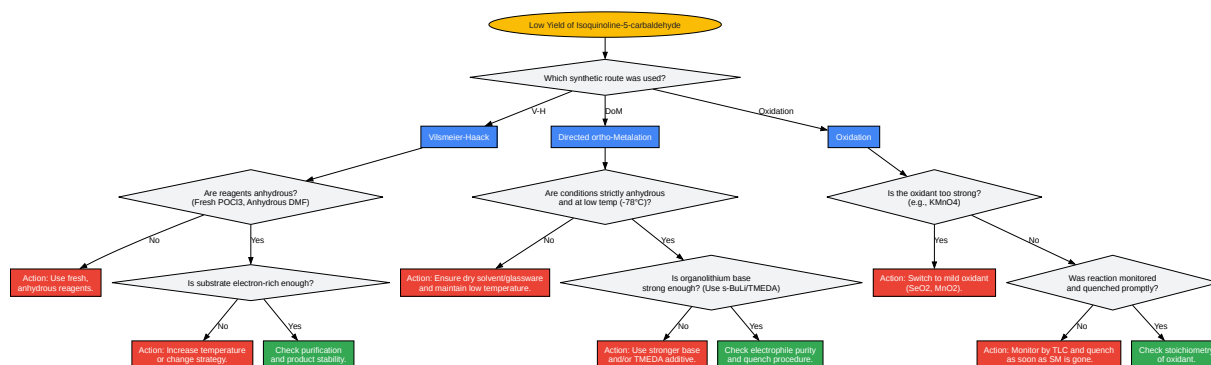 Low Yield of Isoquinoline-5-carbaldehyde
Which synthetic route was used?
V-H
DoM
Oxidation
Vilsmeier-Haack
Directed ortho-Metalation
Oxidation
Are reagents anhydrous?
(Fresh POCl3, Anhydrous DMF)
Are conditions strictly anhydrous
and at low temp (-78°C)?
Is the oxidant too strong?
(e.g., KMnO4)
No
Yes
No
Yes
Yes
No
Action: Use fresh,
anhydrous reagents.
Is substrate electron-rich enough?
Action: Ensure dry solvent/glassware
and maintain low temperature.
Is organolithium base
strong enough? (Use s-BuLi/TMEDA)
Action: Switch to mild oxidant
(SeO2, MnO2).
Was reaction monitored
and quenched promptly?
No
Yes
No
Yes
No
Yes
Action: Increase temperature
or change strategy.
Check purification
and product stability.
Action: Use stronger base
and/or TMEDA additive.
Check electrophile purity
and quench procedure.
Action: Monitor by TLC and quench
as soon as SM is gone.
Check stoichiometry
of oxidant.